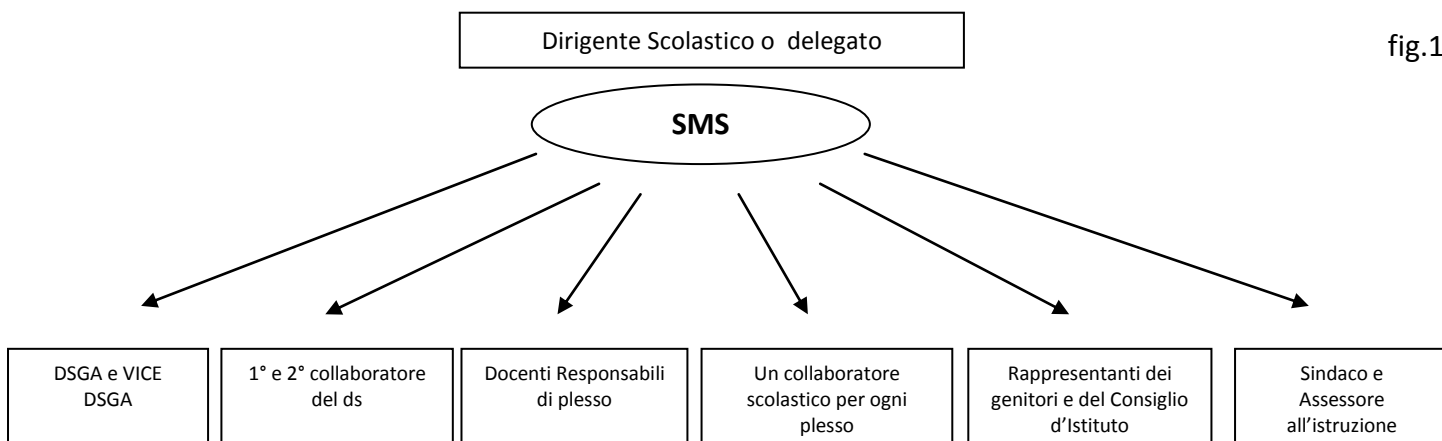 Dirigente Scolastico o delegato
fig.1
SMS
DSGA e VICE
DSGA
1° e 2° collaboratore
del ds
Docenti Responsabili
di plesso
Un collaboratore
scolastico per ogni
plesso
Rappresentanti dei
genitori e del Consiglio
d'Istituto
Sindaco e
Assessore
all'istruzione